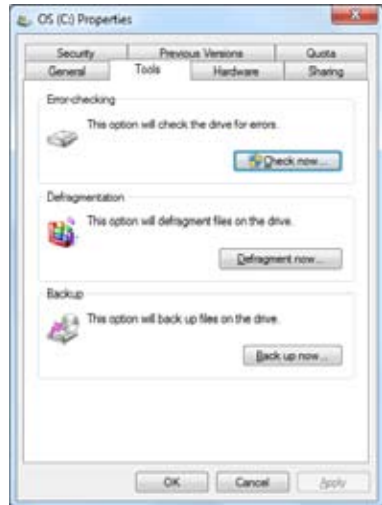 OS (C:) Properties
Security Previous Versions Quota
General Tools Hardware Sharing
Error-checking
This option will check the drive for errors.
Check now...
Defragmentation
This option will defragment files on the drive.
Defragment now...
Backup
This option will back up files on the drive.
Back up now...
OK Cancel Apply